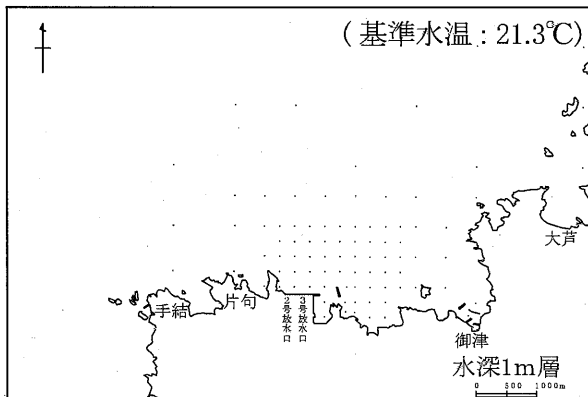 (基準水温：21.3℃)
大芦
手結
片句
2号放水口
3号放水口
御津
水深1m層
0 500 1000m